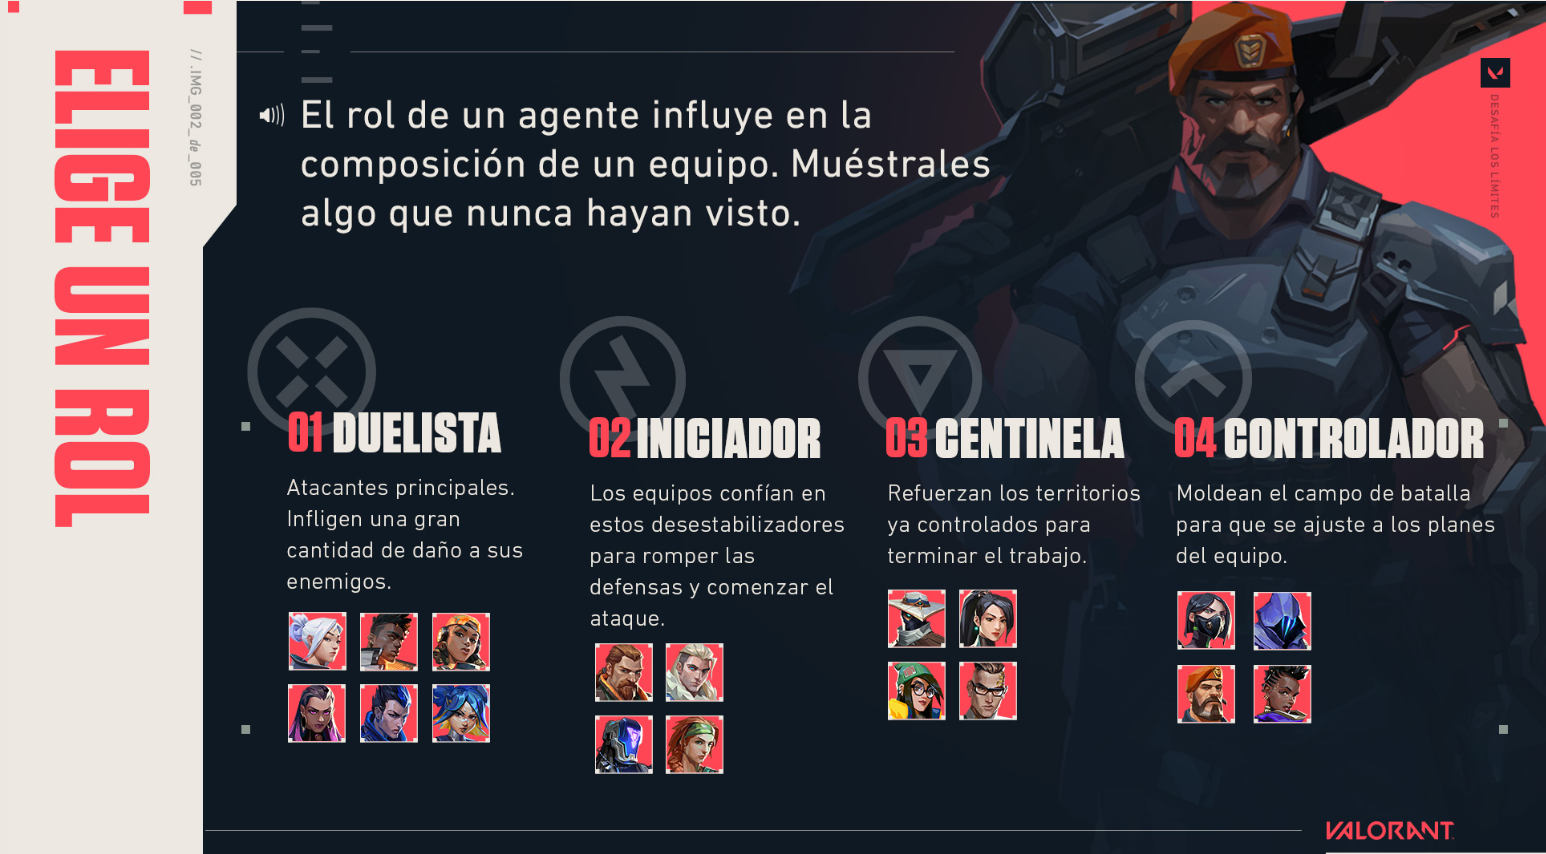 ELIGE UN ROL
// .IMG_002_de_005
El rol de un agente influye en la
composición de un equipo. Muéstrales
algo que nunca hayan visto.
DESAFÍA LOS LÍMITES
01 DUELISTA
Atacantes principales.
Infligen una gran
cantidad de daño a sus
enemigos.
02 INICIADOR
Los equipos confían en
estos desestabilizadores
para romper las
defensas y comenzar el
ataque.
03 CENTINELA
Refuerzan los territorios
ya controlados para
terminar el trabajo.
04 CONTROLADOR
Moldean el campo de batalla
para que se ajuste a los planes
del equipo.
VALORANT